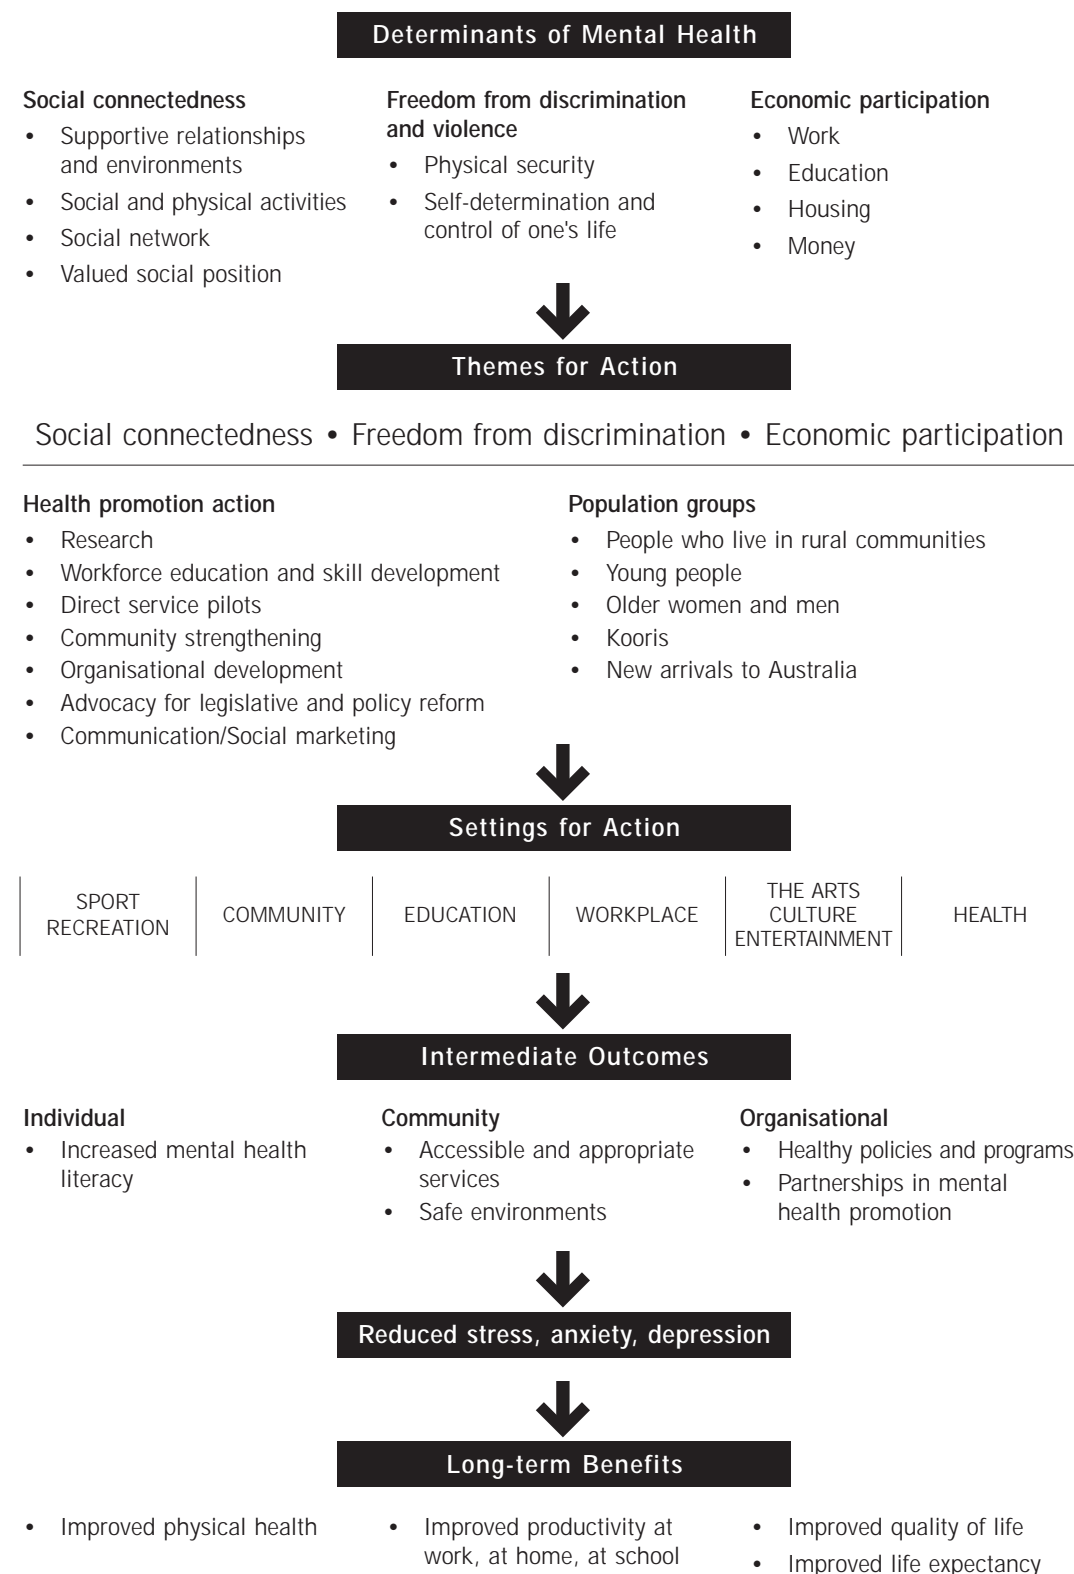 Determinants of Mental Health
Social connectedness
• Supportive relationships
and environments
• Social and physical activities
• Social network
• Valued social position
Freedom from discrimination
and violence
• Physical security
• Self-determination and
control of one's life
Economic participation
• Work
• Education
• Housing
• Money
Themes for Action
Social connectedness • Freedom from discrimination • Economic participation
Health promotion action
• Research
• Workforce education and skill development
• Direct service pilots
• Community strengthening
• Organisational development
• Advocacy for legislative and policy reform
• Communication/Social marketing
Population groups
• People who live in rural communities
• Young people
• Older women and men
• Kooris
• New arrivals to Australia
Settings for Action
SPORT
RECREATION
COMMUNITY
EDUCATION
WORKPLACE
THE ARTS
CULTURE
ENTERTAINMENT
HEALTH
Intermediate Outcomes
Individual
• Increased mental health
literacy
Community
• Accessible and appropriate
services
• Safe environments
Organisational
• Healthy policies and programs
• Partnerships in mental
health promotion
Reduced stress, anxiety, depression
Long-term Benefits
• Improved physical health
• Improved productivity at
work, at home, at school
• Improved quality of life
• Improved life expectancy